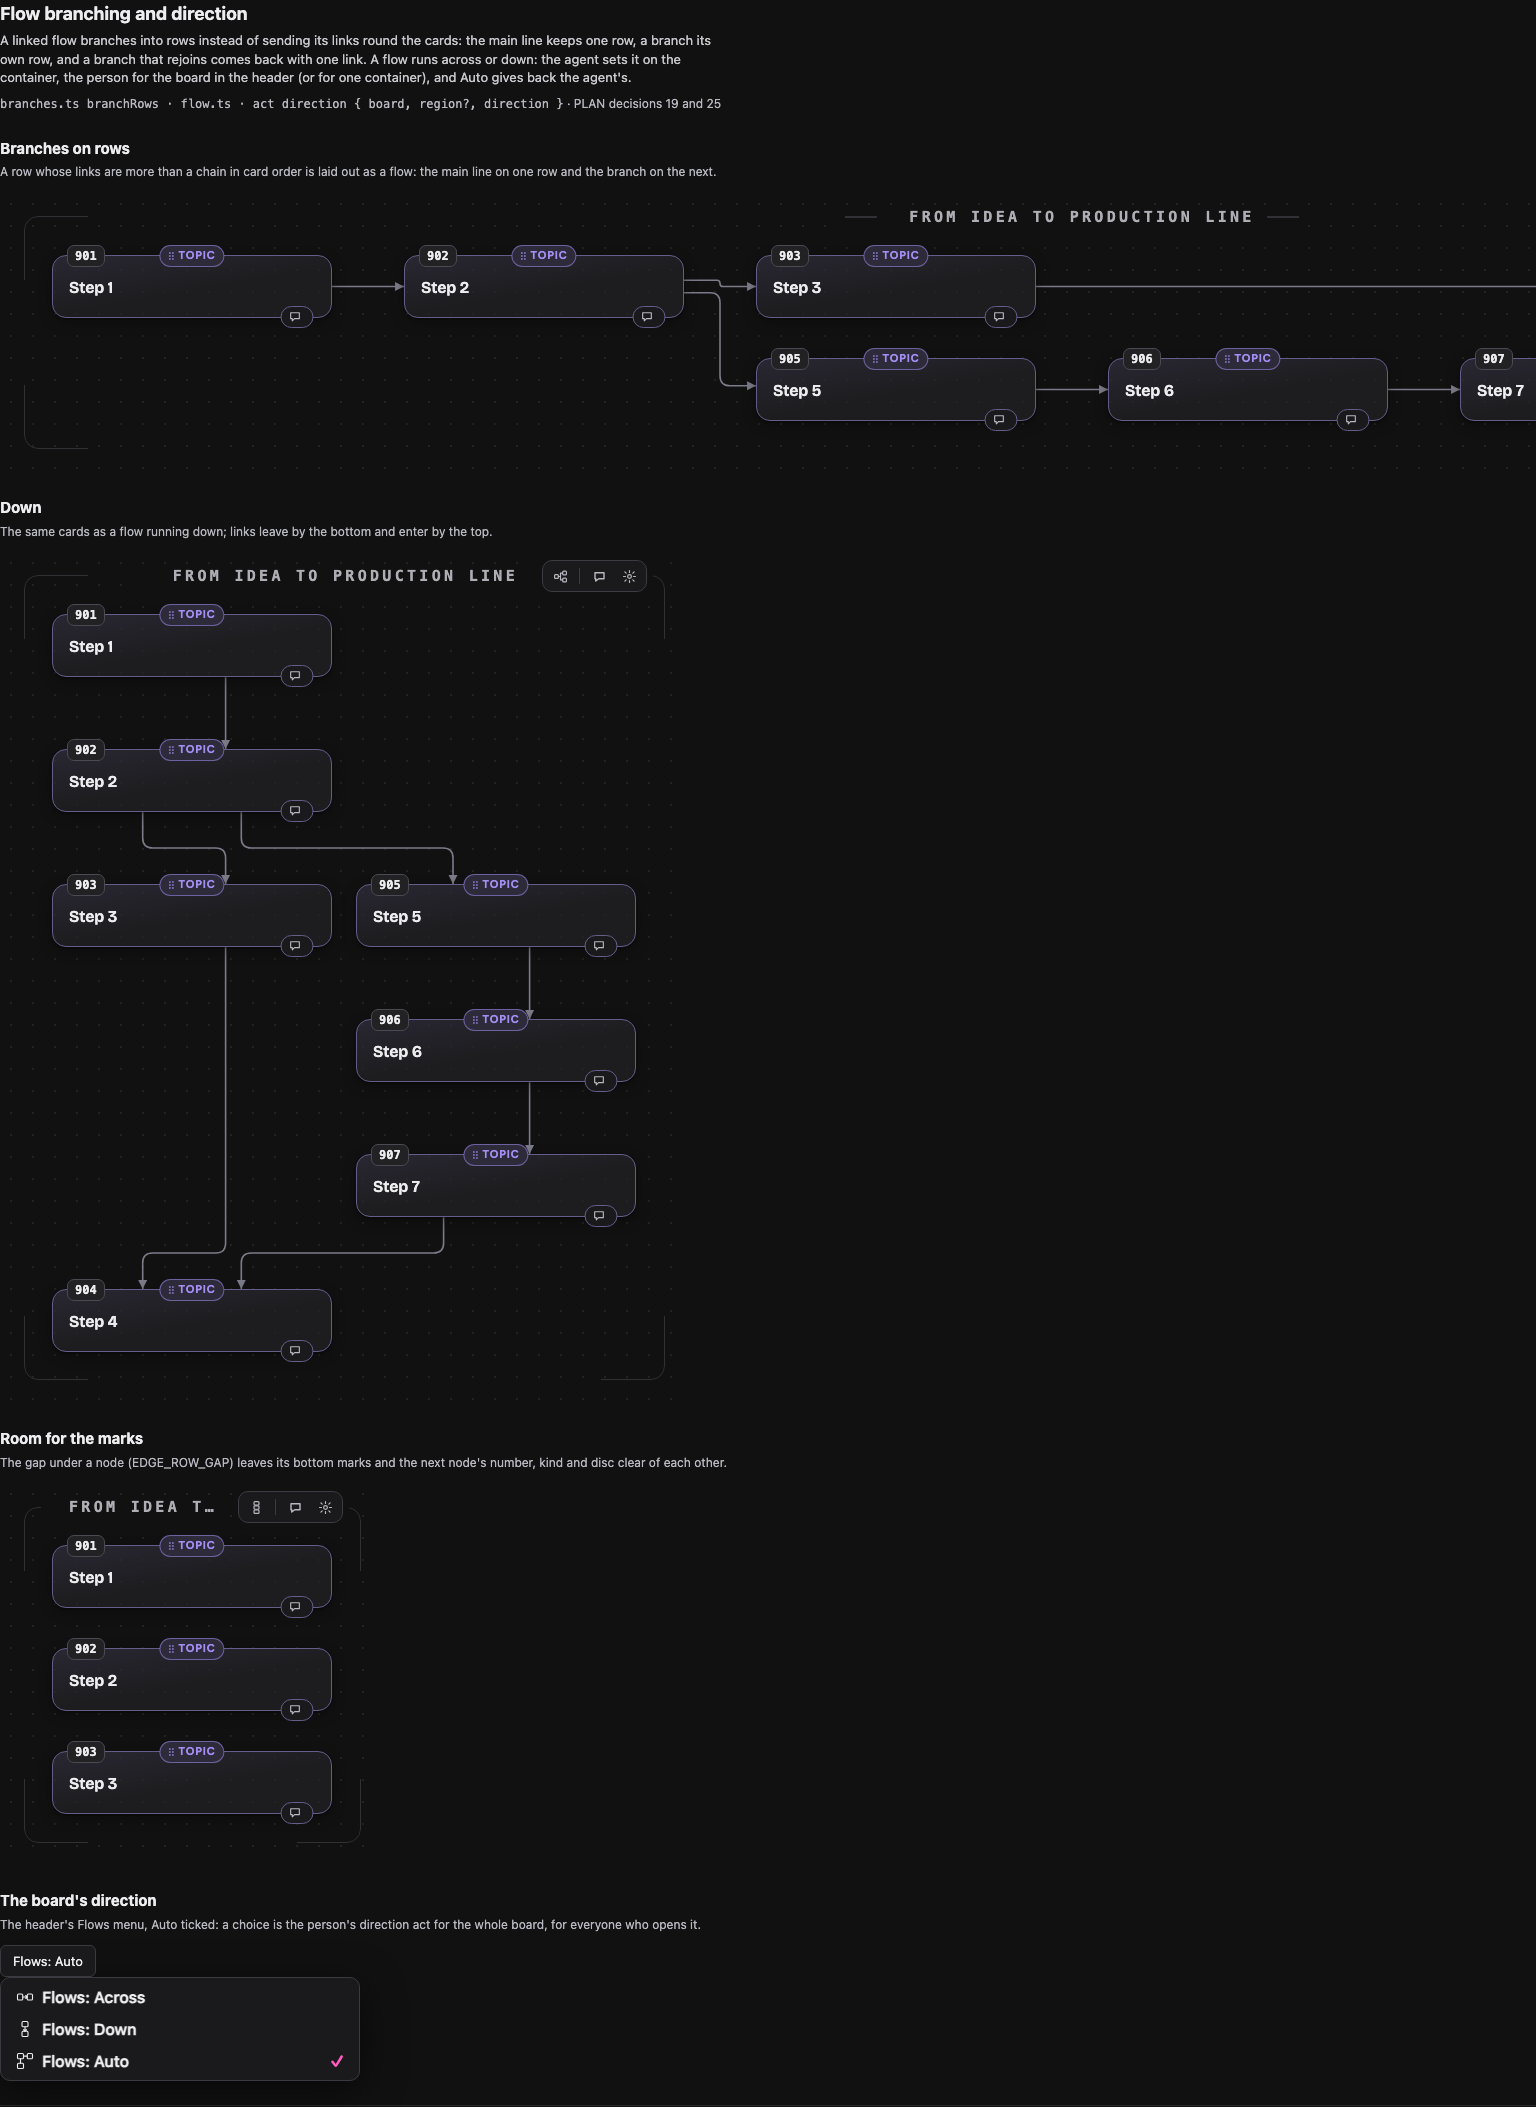 Flow branching and direction
A linked flow branches into rows instead of sending its links round the cards: the main line keeps one row, a branch its
own row, and a branch that rejoins comes back with one link. A flow runs across or down: the agent sets it on the
container, the person for the board in the header (or for one container), and Auto gives back the agent's.
branches.ts branchRows · flow.ts · act direction { board, region?, direction } · PLAN decisions 19 and 25
Branches on rows
A row whose links are more than a chain in card order is laid out as a flow: the main line on one row and the branch on the next.
FROM IDEA TO PRODUCTION LINE
901 TOPIC 902 TOPIC 903 TOPIC
Step 1 Step 2 Step 3
905 TOPIC 906 TOPIC 907
Step 5 Step 6 Step 7
Down
The same cards as a flow running down; links leave by the bottom and enter by the top.
FROM IDEA TO PRODUCTION LINE
901 TOPIC
Step 1
902 TOPIC
Step 2
903 TOPIC 905 TOPIC
Step 3 Step 5
906 TOPIC
Step 6
907 TOPIC
Step 7
904 TOPIC
Step 4
Room for the marks
The gap under a node (EDGE_ROW_GAP) leaves its bottom marks and the next node's number, kind and disc clear of each other.
FROM IDEA T…
901 TOPIC
Step 1
902 TOPIC
Step 2
903 TOPIC
Step 3
The board's direction
The header's Flows menu, Auto ticked: a choice is the person's direction act for the whole board, for everyone who opens it.
Flows: Auto
Flows: Across
Flows: Down
Flows: Auto